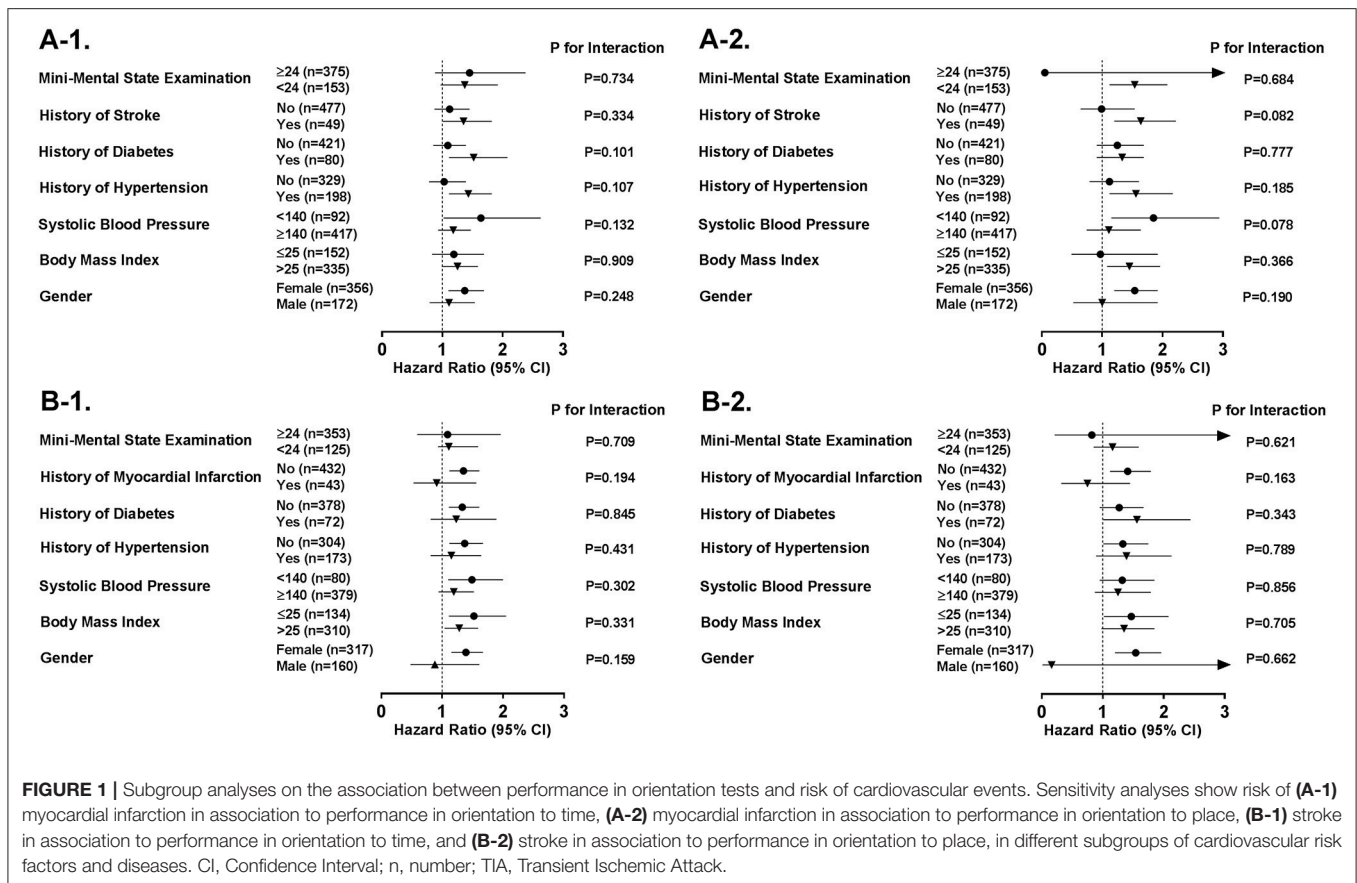 A-1.
P for Interaction
Mini-Mental State Examination
≥24 (n=375)
<24 (n=153)
P=0.734
History of Stroke
No (n=477)
Yes (n=49)
P=0.334
History of Diabetes
No (n=421)
Yes (n=80)
P=0.101
History of Hypertension
No (n=329)
Yes (n=198)
P=0.107
Systolic Blood Pressure
<140 (n=92)
≥140 (n=417)
P=0.132
Body Mass Index
≤25 (n=152)
>25 (n=335)
P=0.909
Gender
Female (n=356)
Male (n=172)
P=0.248
0 1 2 3
Hazard Ratio (95% CI)
A-2.
P for Interaction
Mini-Mental State Examination
≥24 (n=375)
<24 (n=153)
P=0.684
History of Stroke
No (n=477)
Yes (n=49)
P=0.082
History of Diabetes
No (n=421)
Yes (n=80)
P=0.777
History of Hypertension
No (n=329)
Yes (n=198)
P=0.185
Systolic Blood Pressure
<140 (n=92)
≥140 (n=417)
P=0.078
Body Mass Index
≤25 (n=152)
>25 (n=335)
P=0.366
Gender
Female (n=356)
Male (n=172)
P=0.190
0 1 2 3
Hazard Ratio (95% CI)
B-1.
P for Interaction
Mini-Mental State Examination
≥24 (n=353)
<24 (n=125)
P=0.709
History of Myocardial Infarction
No (n=432)
Yes (n=43)
P=0.194
History of Diabetes
No (n=378)
Yes (n=72)
P=0.845
History of Hypertension
No (n=304)
Yes (n=173)
P=0.431
Systolic Blood Pressure
<140 (n=80)
≥140 (n=379)
P=0.302
Body Mass Index
≤25 (n=134)
>25 (n=310)
P=0.331
Gender
Female (n=317)
Male (n=160)
P=0.159
0 1 2 3
Hazard Ratio (95% CI)
B-2.
P for Interaction
Mini-Mental State Examination
≥24 (n=353)
<24 (n=125)
P=0.621
History of Myocardial Infarction
No (n=432)
Yes (n=43)
P=0.163
History of Diabetes
No (n=378)
Yes (n=72)
P=0.343
History of Hypertension
No (n=304)
Yes (n=173)
P=0.789
Systolic Blood Pressure
<140 (n=80)
≥140 (n=379)
P=0.856
Body Mass Index
≤25 (n=134)
>25 (n=310)
P=0.705
Gender
Female (n=317)
Male (n=160)
P=0.662
0 1 2 3
Hazard Ratio (95% CI)
FIGURE 1 | Subgroup analyses on the association between performance in orientation tests and risk of cardiovascular events. Sensitivity analyses show risk of (A-1)
myocardial infarction in association to performance in orientation to time, (A-2) myocardial infarction in association to performance in orientation to place, (B-1) stroke
in association to performance in orientation to time, and (B-2) stroke in association to performance in orientation to place, in different subgroups of cardiovascular risk
factors and diseases. CI, Confidence Interval; n, number; TIA, Transient Ischemic Attack.